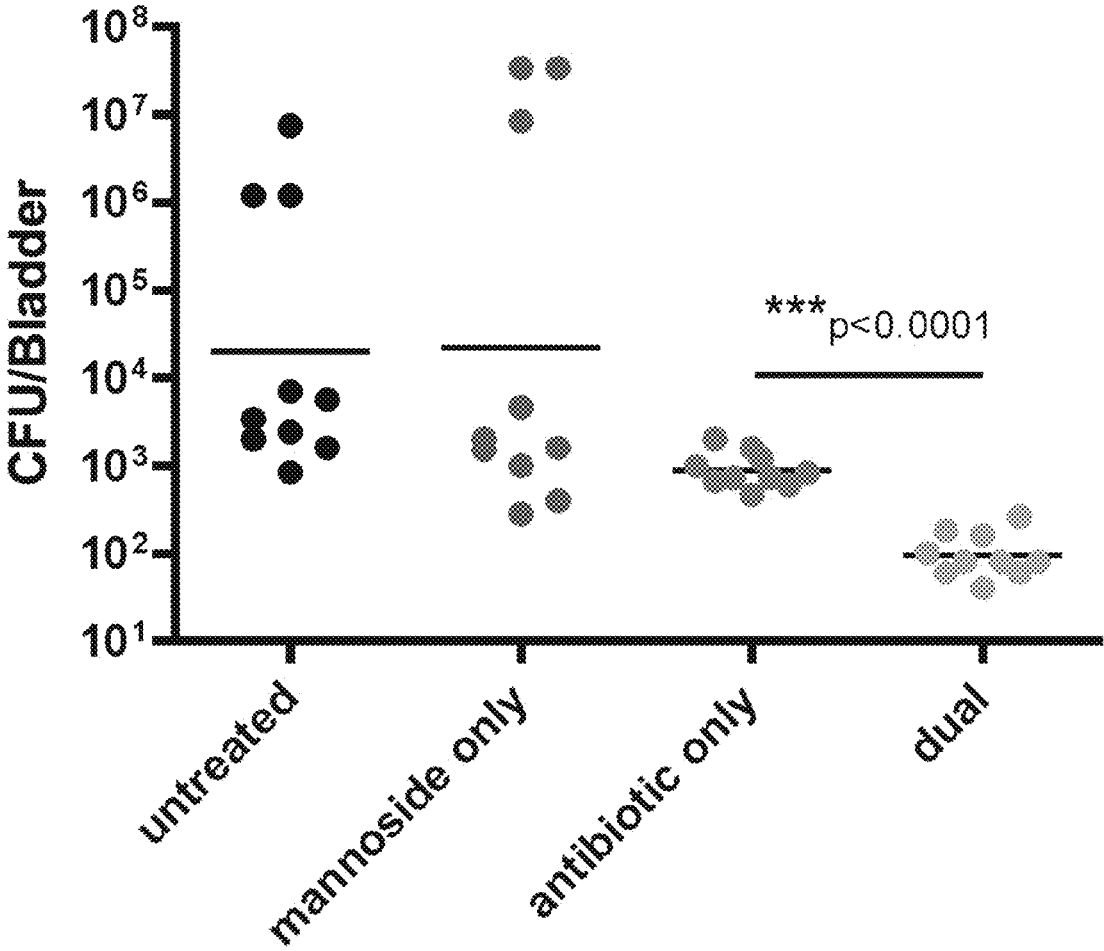 10⁸
10⁷
10⁶
10⁵
10⁴
10³
10²
10¹
CFU/Bladder
***p<0.0001
untreated
mannoside only
antibiotic only
dual